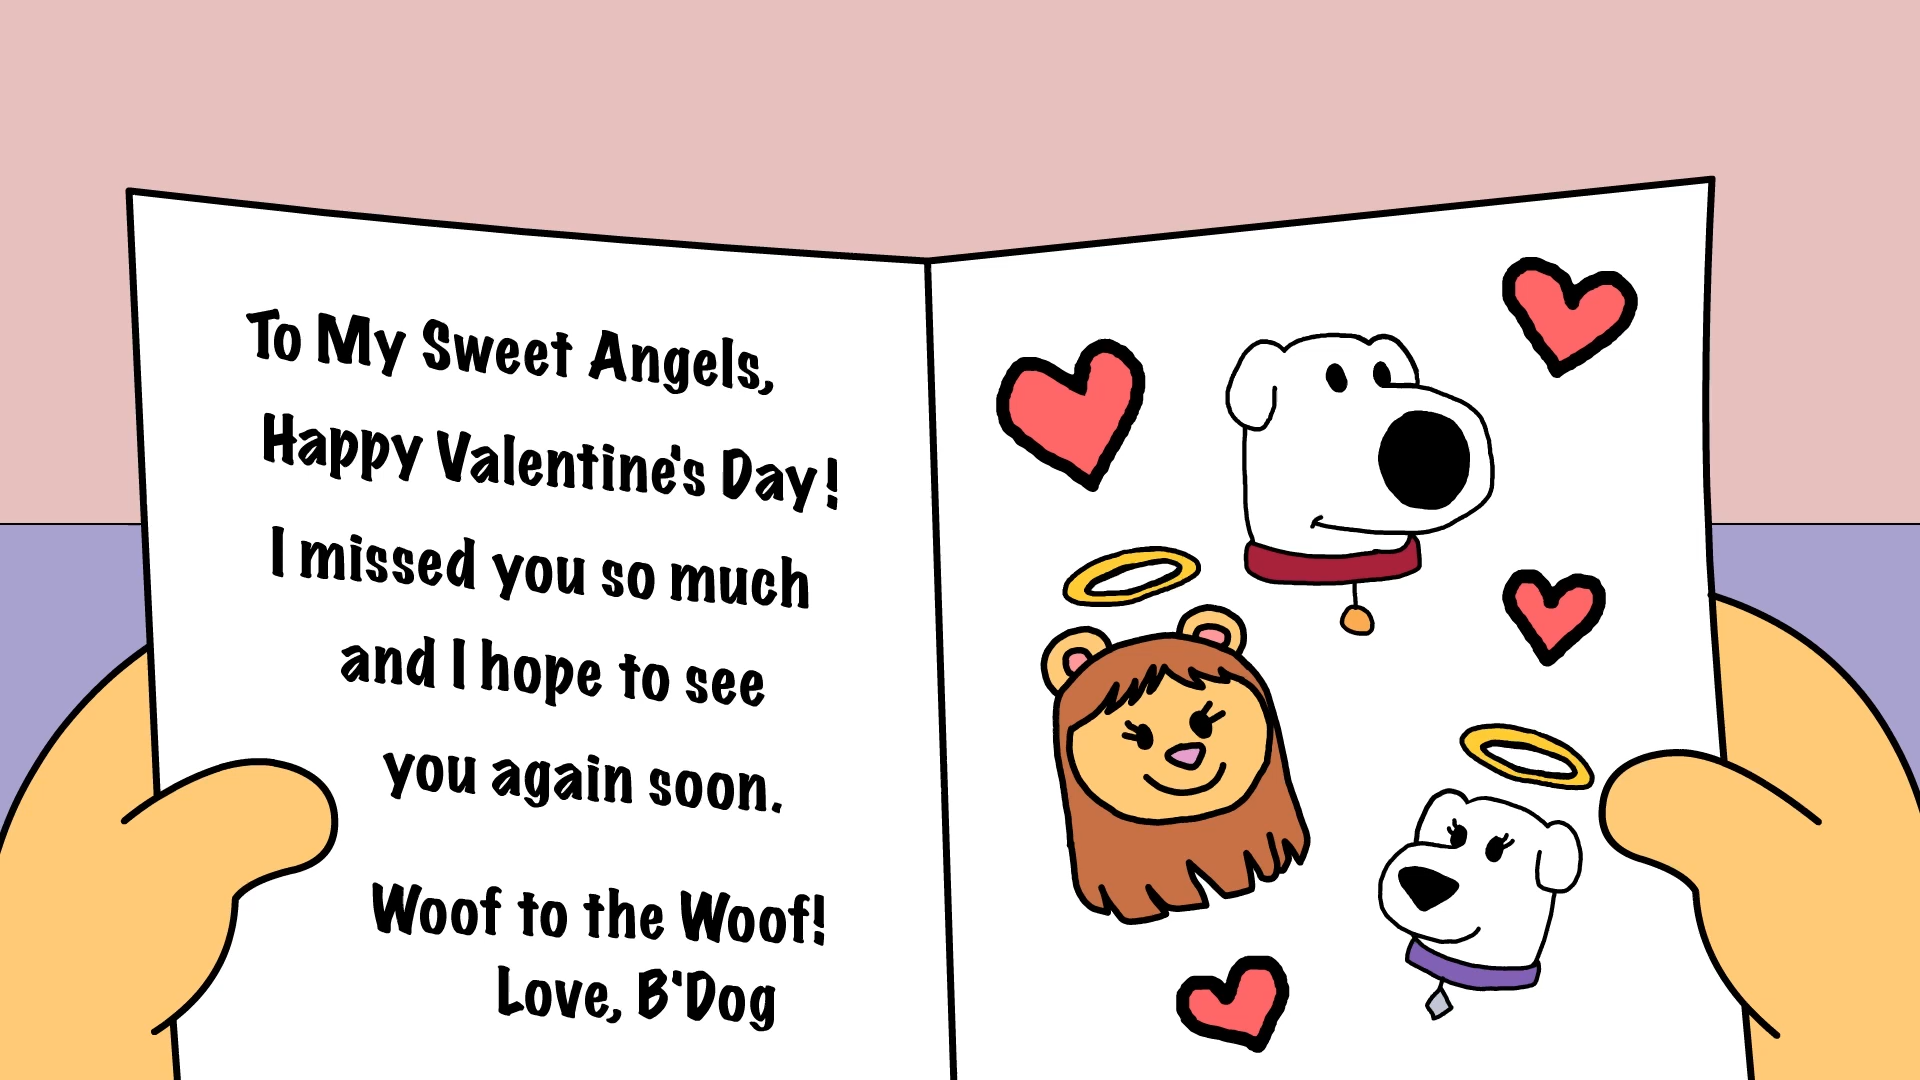 To My Sweet Angels,
Happy Valentine's Day!
I missed you so much
and I hope to see
you again soon.
Woof to the Woof!
Love, B'Dog